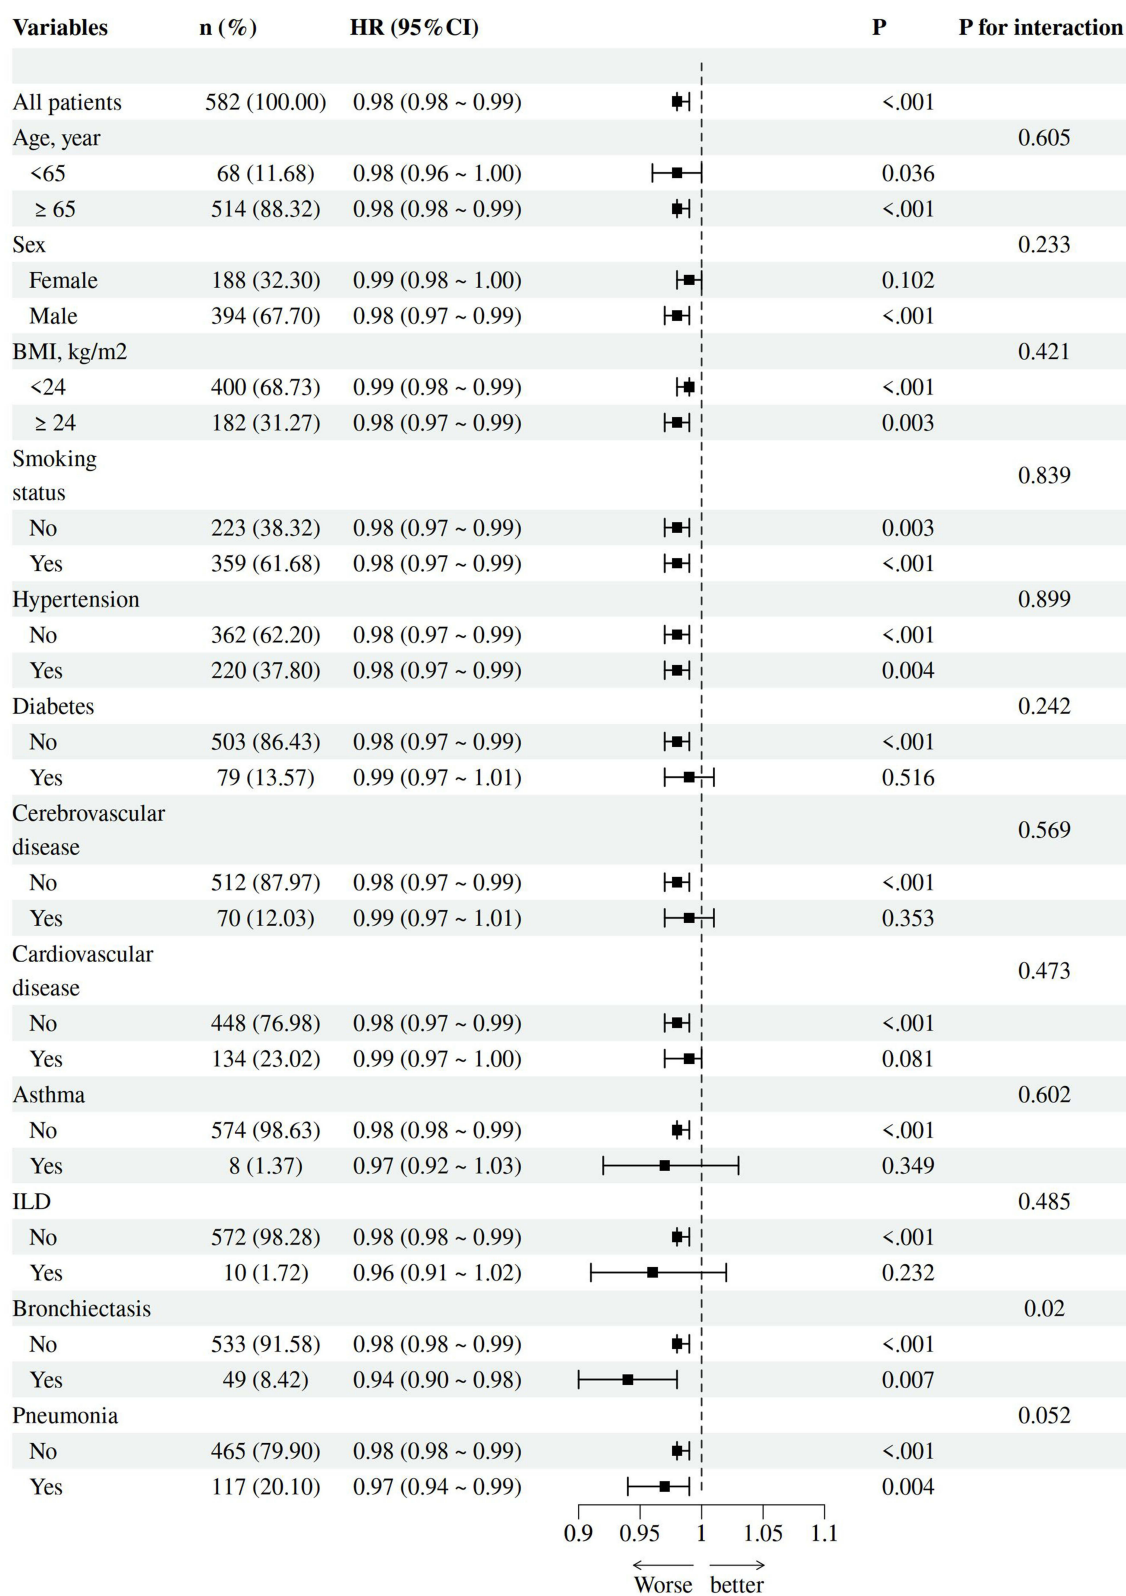 Variables n (%) HR (95%CI) P P for interaction
All patients 582 (100.00) 0.98 (0.98 ~ 0.99) <.001
Age, year 0.605
<65 68 (11.68) 0.98 (0.96 ~ 1.00) 0.036
≥ 65 514 (88.32) 0.98 (0.98 ~ 0.99) <.001
Sex 0.233
Female 188 (32.30) 0.99 (0.98 ~ 1.00) 0.102
Male 394 (67.70) 0.98 (0.97 ~ 0.99) <.001
BMI, kg/m2 0.421
<24 400 (68.73) 0.99 (0.98 ~ 0.99) <.001
≥ 24 182 (31.27) 0.98 (0.97 ~ 0.99) 0.003
Smoking
status 0.839
No 223 (38.32) 0.98 (0.97 ~ 0.99) 0.003
Yes 359 (61.68) 0.98 (0.97 ~ 0.99) <.001
Hypertension 0.899
No 362 (62.20) 0.98 (0.97 ~ 0.99) <.001
Yes 220 (37.80) 0.98 (0.97 ~ 0.99) 0.004
Diabetes 0.242
No 503 (86.43) 0.98 (0.97 ~ 0.99) <.001
Yes 79 (13.57) 0.99 (0.97 ~ 1.01) 0.516
Cerebrovascular
disease 0.569
No 512 (87.97) 0.98 (0.97 ~ 0.99) <.001
Yes 70 (12.03) 0.99 (0.97 ~ 1.01) 0.353
Cardiovascular
disease 0.473
No 448 (76.98) 0.98 (0.97 ~ 0.99) <.001
Yes 134 (23.02) 0.99 (0.97 ~ 1.00) 0.081
Asthma 0.602
No 574 (98.63) 0.98 (0.98 ~ 0.99) <.001
Yes 8 (1.37) 0.97 (0.92 ~ 1.03) 0.349
ILD 0.485
No 572 (98.28) 0.98 (0.98 ~ 0.99) <.001
Yes 10 (1.72) 0.96 (0.91 ~ 1.02) 0.232
Bronchiectasis 0.02
No 533 (91.58) 0.98 (0.98 ~ 0.99) <.001
Yes 49 (8.42) 0.94 (0.90 ~ 0.98) 0.007
Pneumonia 0.052
No 465 (79.90) 0.98 (0.98 ~ 0.99) <.001
Yes 117 (20.10) 0.97 (0.94 ~ 0.99) 0.004
0.9 0.95 1 1.05 1.1
Worse better